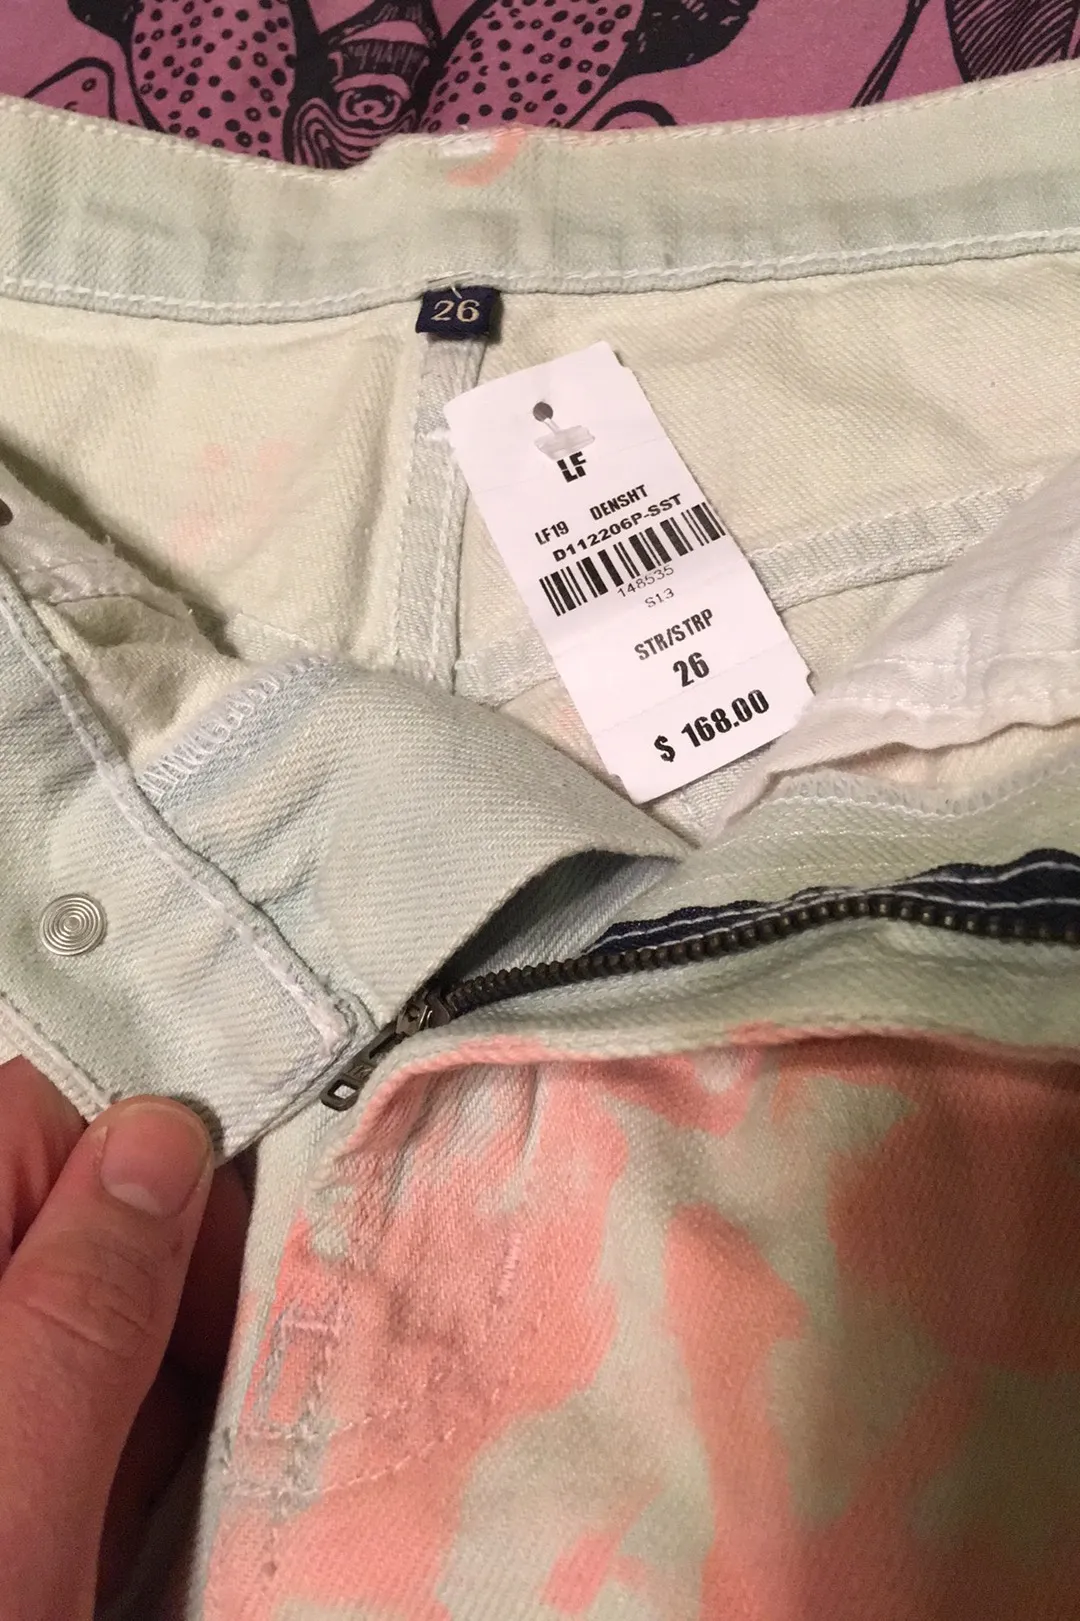 26
LF
LF19 DENSHT
D112206P-SST
148535
S13
STR/STRP
26
$ 168.00